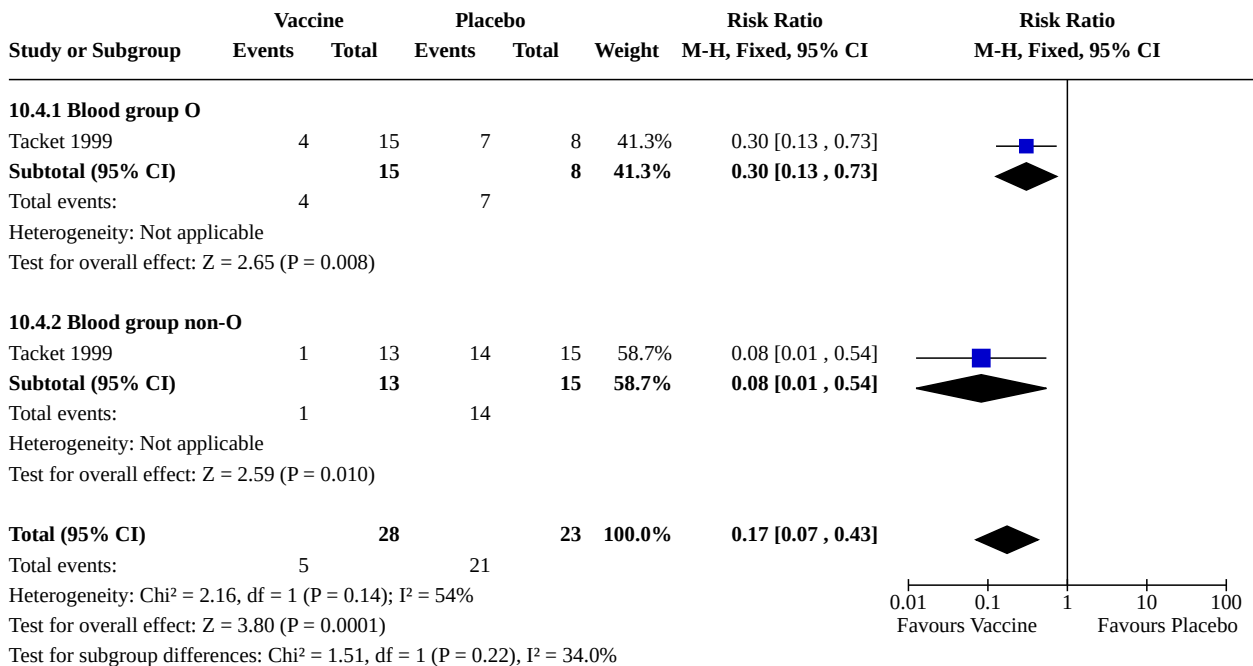 Vaccine Placebo Risk Ratio Risk Ratio
Study or Subgroup Events Total Events Total Weight M-H, Fixed, 95% CI M-H, Fixed, 95% CI
10.4.1 Blood group O
Tacket 1999 4 15 7 8 41.3% 0.30 [0.13 , 0.73]
Subtotal (95% CI) 15 8 41.3% 0.30 [0.13 , 0.73]
Total events: 4 7
Heterogeneity: Not applicable
Test for overall effect: Z = 2.65 (P = 0.008)
10.4.2 Blood group non-O
Tacket 1999 1 13 14 15 58.7% 0.08 [0.01 , 0.54]
Subtotal (95% CI) 13 15 58.7% 0.08 [0.01 , 0.54]
Total events: 1 14
Heterogeneity: Not applicable
Test for overall effect: Z = 2.59 (P = 0.010)
Total (95% CI) 28 23 100.0% 0.17 [0.07 , 0.43]
Total events: 5 21
Heterogeneity: Chi² = 2.16, df = 1 (P = 0.14); I² = 54%
0.01 0.1 1 10 100
Test for overall effect: Z = 3.80 (P = 0.0001)
Favours Vaccine Favours Placebo
Test for subgroup differences: Chi² = 1.51, df = 1 (P = 0.22), I² = 34.0%